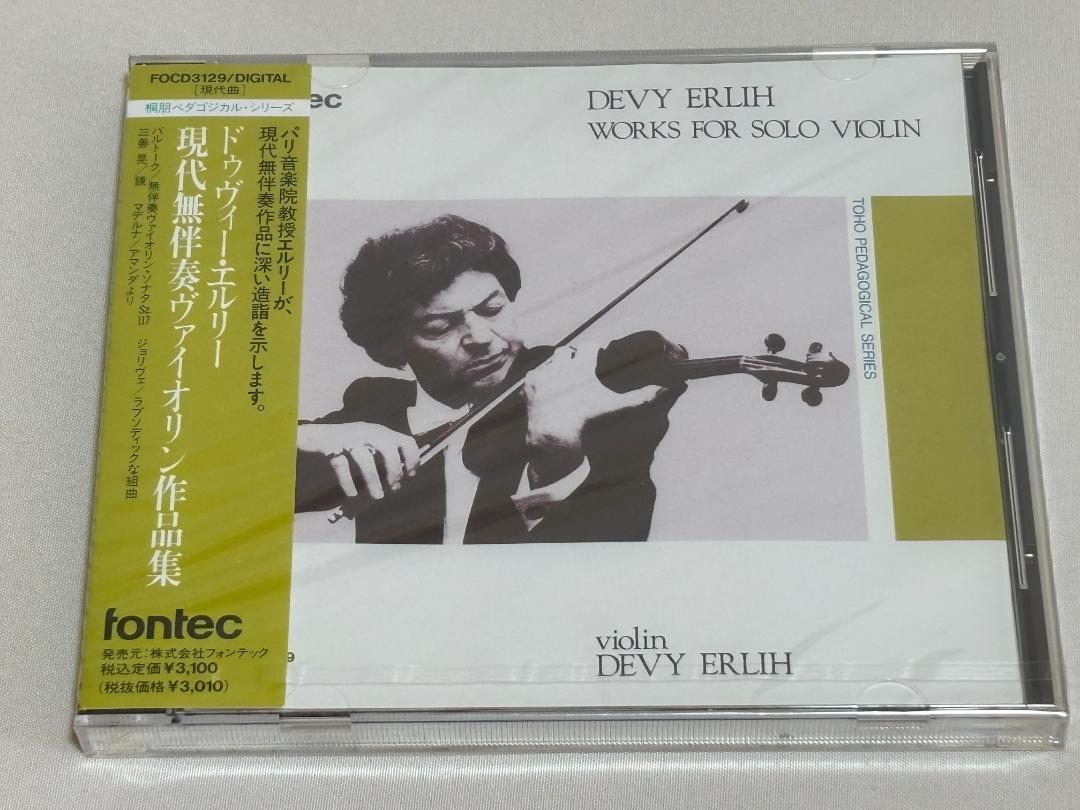 FOCD3129/DIGITAL
[現代曲]
桐朋ペダゴジカル・シリーズ
パリ音楽院教授エルリーが、
現代無伴奏作品に深い造詣を示します。
ドゥヴィー・エルリー
現代無伴奏ヴァイオリン作品集
バルトーク/無伴奏ヴァイオリン・ソナタSz.117 ジョリヴェ/ラプソディックな組曲
三善 晃/鏡 マデルナ/アマンダより
fontec
発売元:株式会社フォンテック
税込定価¥3,100
(税抜価格¥3,010)
ec
DEVY ERLIH
WORKS FOR SOLO VIOLIN
TOHO PEDAGOGICAL SERIES
violin
DEVY ERLIH
9